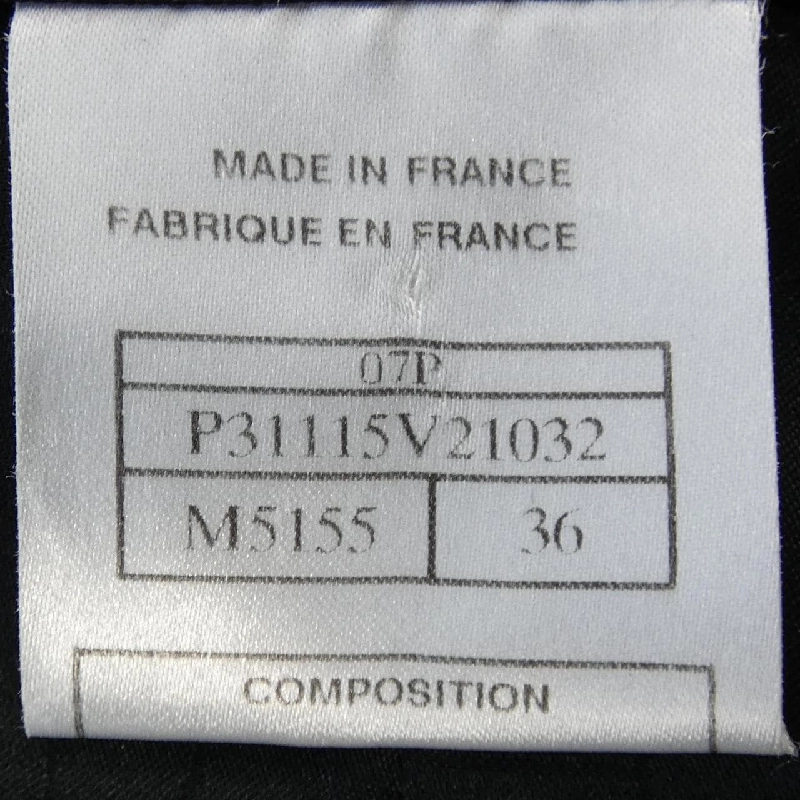 MADE IN FRANCE
FABRIQUE EN FRANCE
07P
P31115V21032
M5155 36
COMPOSITION